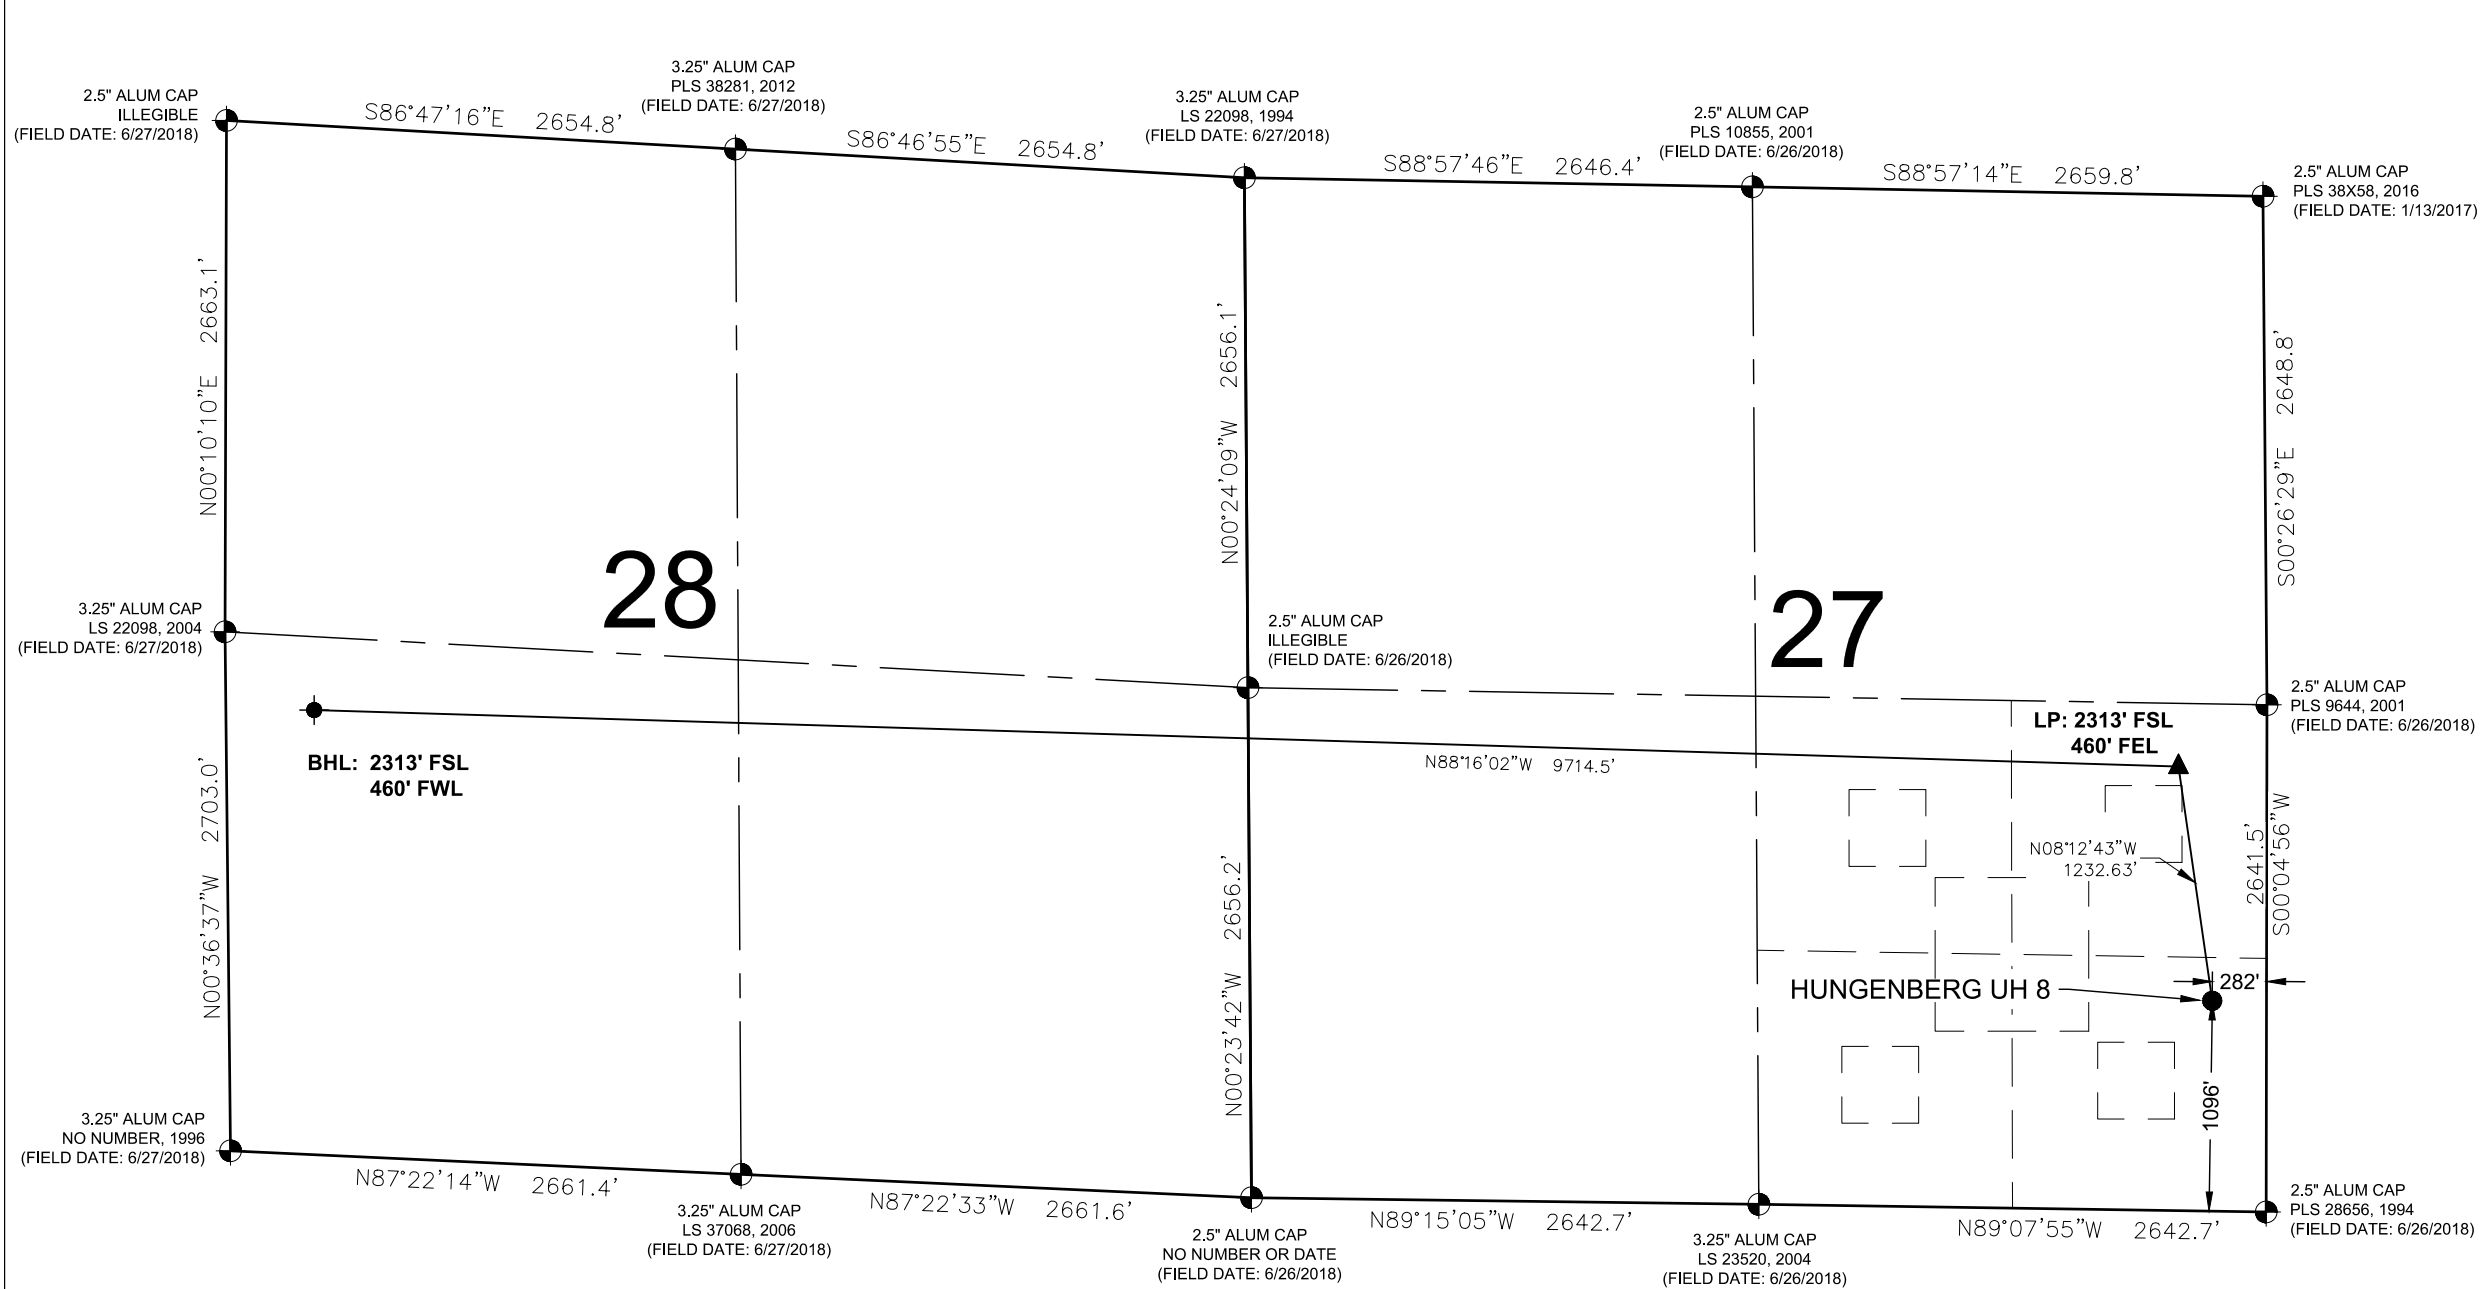 3.25" ALUM CAP
PLS 38281, 2012
(FIELD DATE: 6/27/2018)
2.5" ALUM CAP
ILLEGIBLE
(FIELD DATE: 6/27/2018)
3.25" ALUM CAP
LS 22098, 1994
(FIELD DATE: 6/27/2018)
2.5" ALUM CAP
PLS 10855, 2001
(FIELD DATE: 6/26/2018)
2.5" ALUM CAP
PLS 38X58, 2016
(FIELD DATE: 1/13/2017)
S86°47'16"E 2654.8'
S86°46'55"E 2654.8'
S88°57'46"E 2646.4'
S88°57'14"E 2659.8'
N00°10'10"E 2663.1'
N00°24'09"W 2656.1'
S00°26'29"E 2648.8'
28
27
3.25" ALUM CAP
LS 22098, 2004
(FIELD DATE: 6/27/2018)
2.5" ALUM CAP
ILLEGIBLE
(FIELD DATE: 6/26/2018)
2.5" ALUM CAP
PLS 9644, 2001
(FIELD DATE: 6/26/2018)
LP: 2313' FSL
460' FEL
BHL: 2313' FSL
460' FWL
N88°16'02"W 9714.5'
N00°36'37"W 2703.0'
N00°23'42"W 2656.2'
N08°12'43"W
1232.63'
2641.5'
S00°04'56"W
HUNGENBERG UH 8
282'
1096'
3.25" ALUM CAP
NO NUMBER, 1996
(FIELD DATE: 6/27/2018)
N87°22'14"W 2661.4'
N87°22'33"W 2661.6'
N89°15'05"W 2642.7'
N89°07'55"W 2642.7'
3.25" ALUM CAP
LS 37068, 2006
(FIELD DATE: 6/27/2018)
2.5" ALUM CAP
NO NUMBER OR DATE
(FIELD DATE: 6/26/2018)
3.25" ALUM CAP
LS 23520, 2004
(FIELD DATE: 6/26/2018)
2.5" ALUM CAP
PLS 28656, 1994
(FIELD DATE: 6/26/2018)